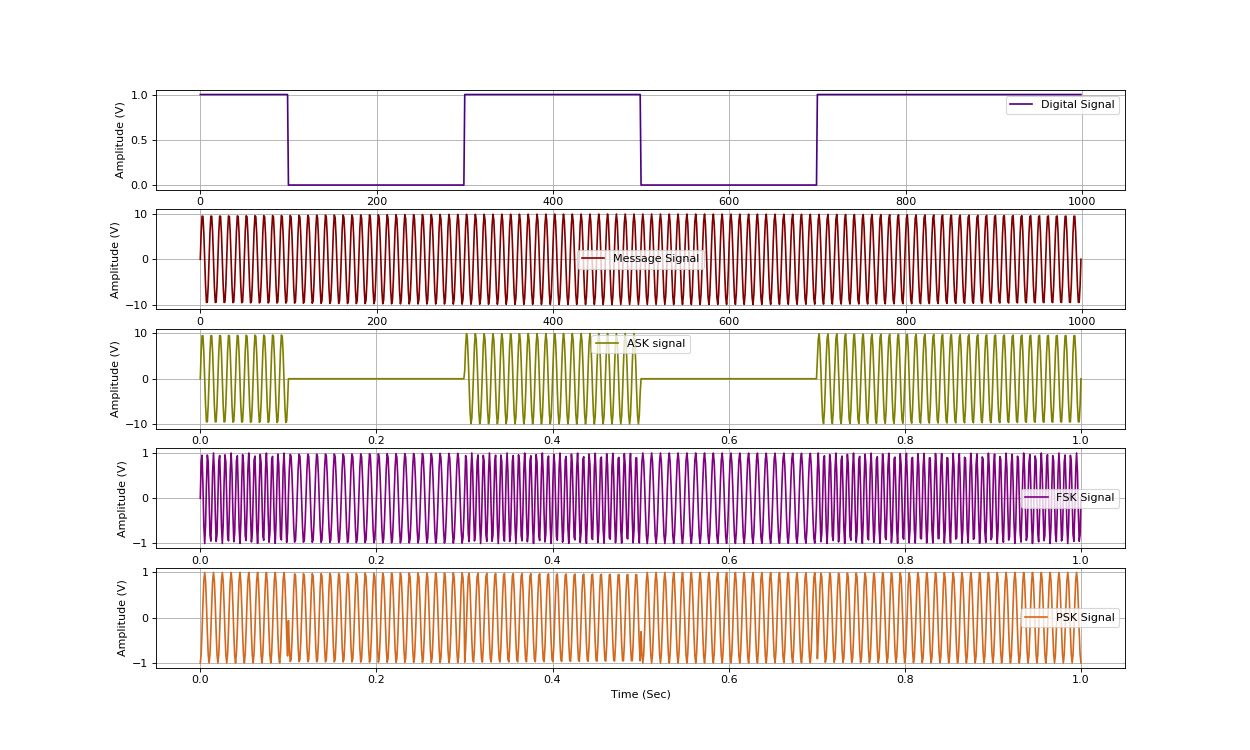 Amplitude (V)
1.0
0.5
0.0
Digital Signal
0 200 400 600 800 1000
Amplitude (V)
10
0
−10
Message Signal
0 200 400 600 800 1000
Amplitude (V)
10
0
−10
ASK signal
0.0 0.2 0.4 0.6 0.8 1.0
Amplitude (V)
1
0
−1
FSK Signal
0.0 0.2 0.4 0.6 0.8 1.0
Amplitude (V)
1
0
−1
PSK Signal
0.0 0.2 0.4 0.6 0.8 1.0
Time (Sec)